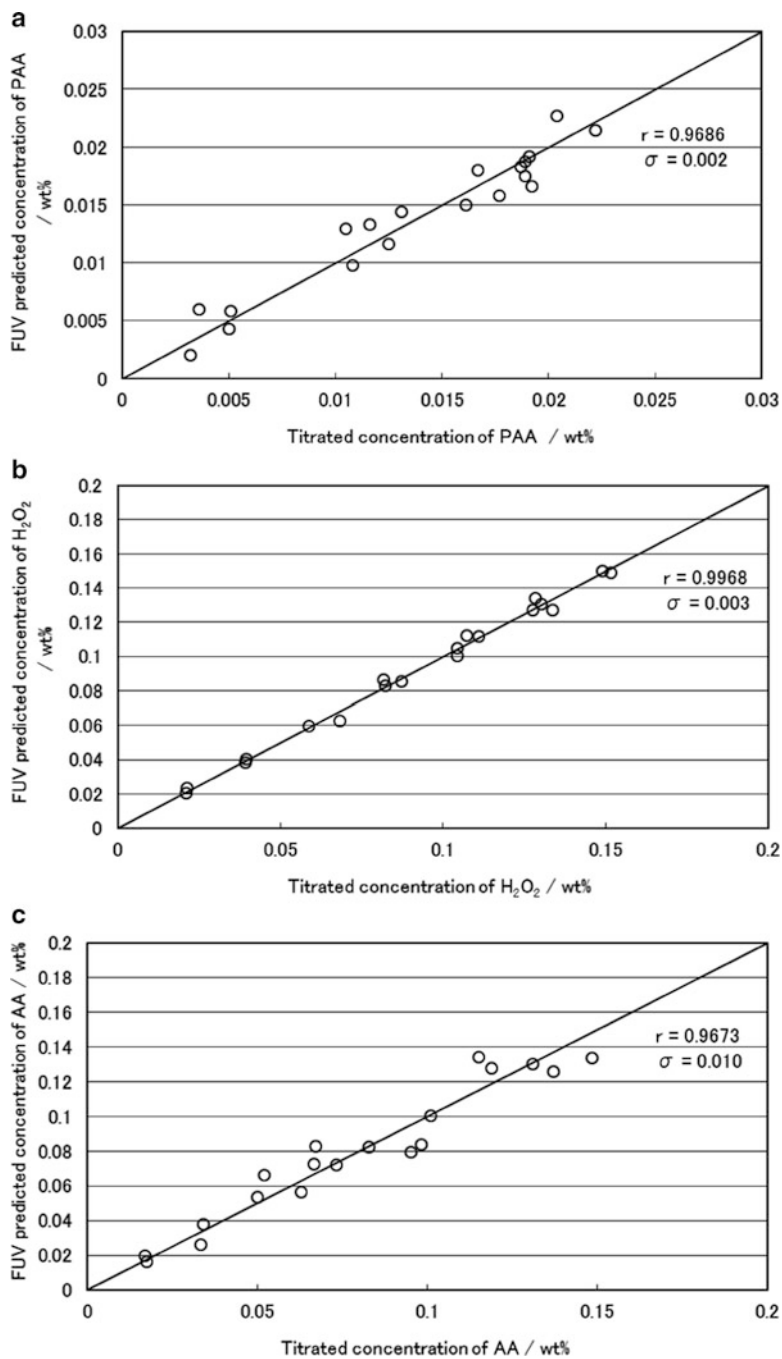 a
FUV predicted concentration of PAA
/ wt%
0.03
0.025
0.02
0.015
0.01
0.005
0
r = 0.9686
σ = 0.002
0 0.005 0.01 0.015 0.02 0.025 0.03
Titrated concentration of PAA / wt%
b
FUV predicted concentration of H₂O₂
/ wt%
0.2
0.18
0.16
0.14
0.12
0.1
0.08
0.06
0.04
0.02
0
r = 0.9968
σ = 0.003
0 0.05 0.1 0.15 0.2
Titrated concentration of H₂O₂ / wt%
c
FUV predicted concentration of AA / wt%
0.2
0.18
0.16
0.14
0.12
0.1
0.08
0.06
0.04
0.02
0
r = 0.9673
σ = 0.010
0 0.05 0.1 0.15 0.2
Titrated concentration of AA / wt%